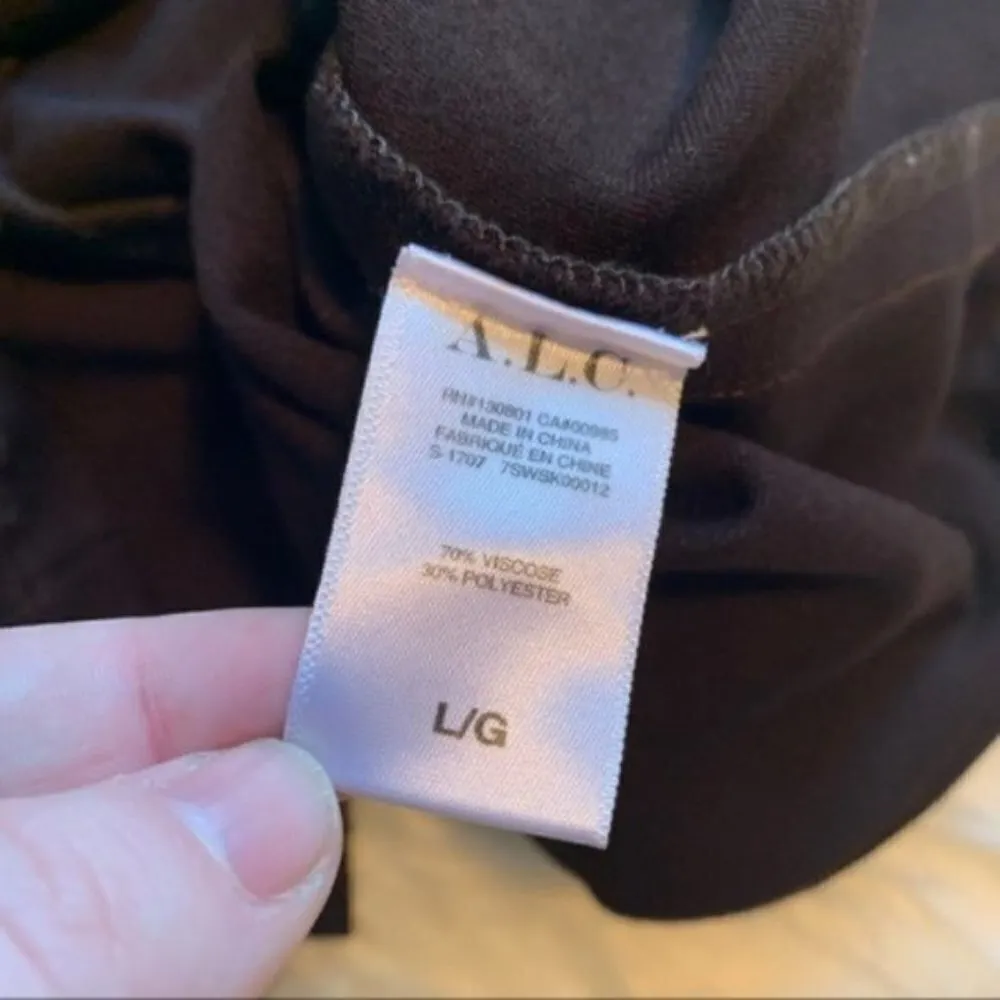 A.L.C.
RN#130801 CA#00985
MADE IN CHINA
FABRIQUÉ EN CHINE
S 1707 7SWSK00012
70% VISCOSE
30% POLYESTER
L/G